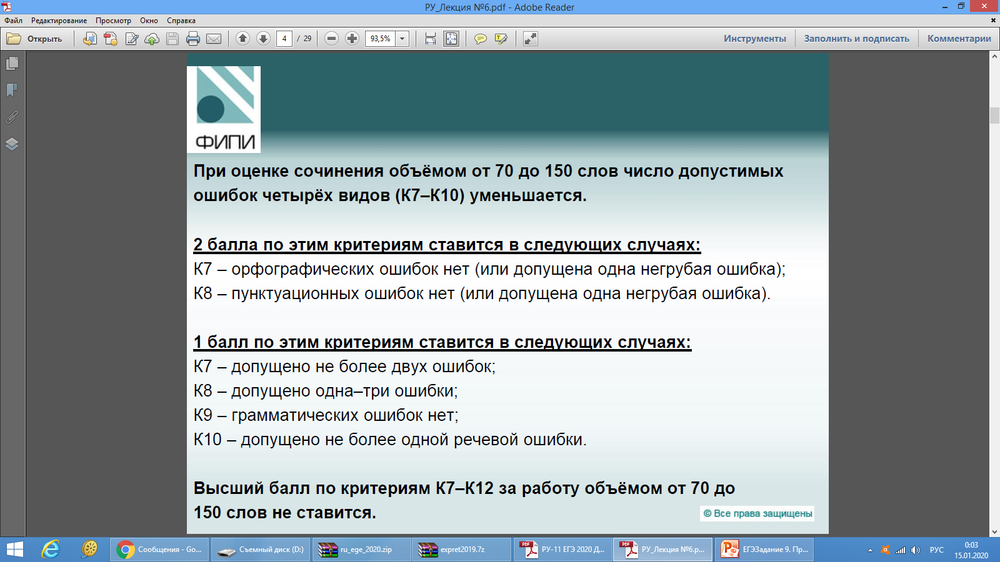 РУ_Лекция №6.pdf - Adobe Reader
Файл Редактирование Просмотр Окно Справка
Открыть 4 / 29 93,5% Инструменты Заполнить и подписать Комментарии
ФИПИ
При оценке сочинения объёмом от 70 до 150 слов число допустимых
ошибок четырёх видов (К7–К10) уменьшается.
2 балла по этим критериям ставится в следующих случаях:
К7 – орфографических ошибок нет (или допущена одна негрубая ошибка);
К8 – пунктуационных ошибок нет (или допущена одна негрубая ошибка).
1 балл по этим критериям ставится в следующих случаях:
К7 – допущено не более двух ошибок;
К8 – допущено одна–три ошибки;
К9 – грамматических ошибок нет;
К10 – допущено не более одной речевой ошибки.
Высший балл по критериям К7–К12 за работу объёмом от 70 до
150 слов не ставится.
© Все права защищены
Сообщения - Go... Съемный диск (D:) ru_ege_2020.zip expret2019.7z РУ-11 ЕГЭ 2020 Д... РУ_Лекция №6.p... ЕГЭЗадание 9. Пр... РУС 0:03
15.01.2020